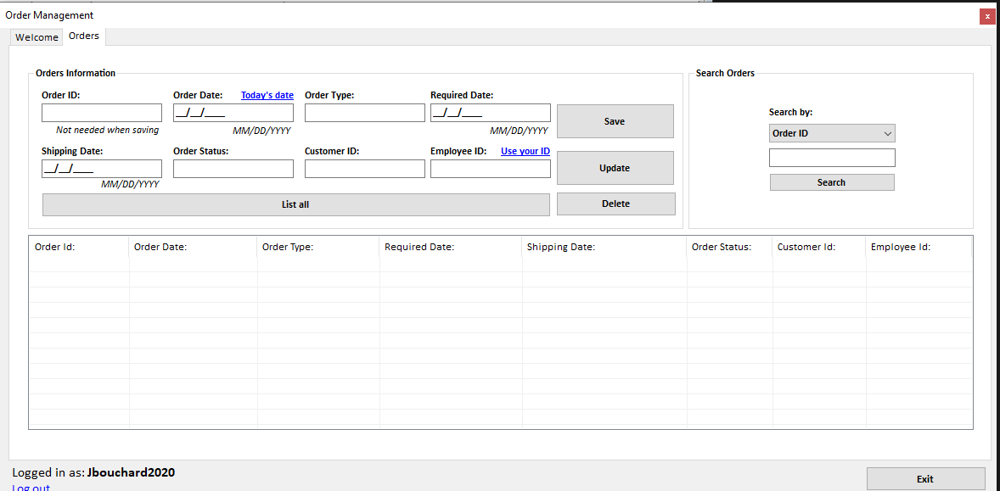 Order Management
x
Welcome Orders
Orders Information
Order ID: Order Date: Today's date Order Type: Required Date:
__/__/____ __/__/____
Not needed when saving MM/DD/YYYY MM/DD/YYYY
Save
Shipping Date: Order Status: Customer ID: Employee ID: Use your ID
__/__/____
MM/DD/YYYY
Update
List all
Delete
Search Orders
Search by:
Order ID
Search
Order Id: Order Date: Order Type: Required Date: Shipping Date: Order Status: Customer Id: Employee Id:
Logged in as: Jbouchard2020
Log out
Exit